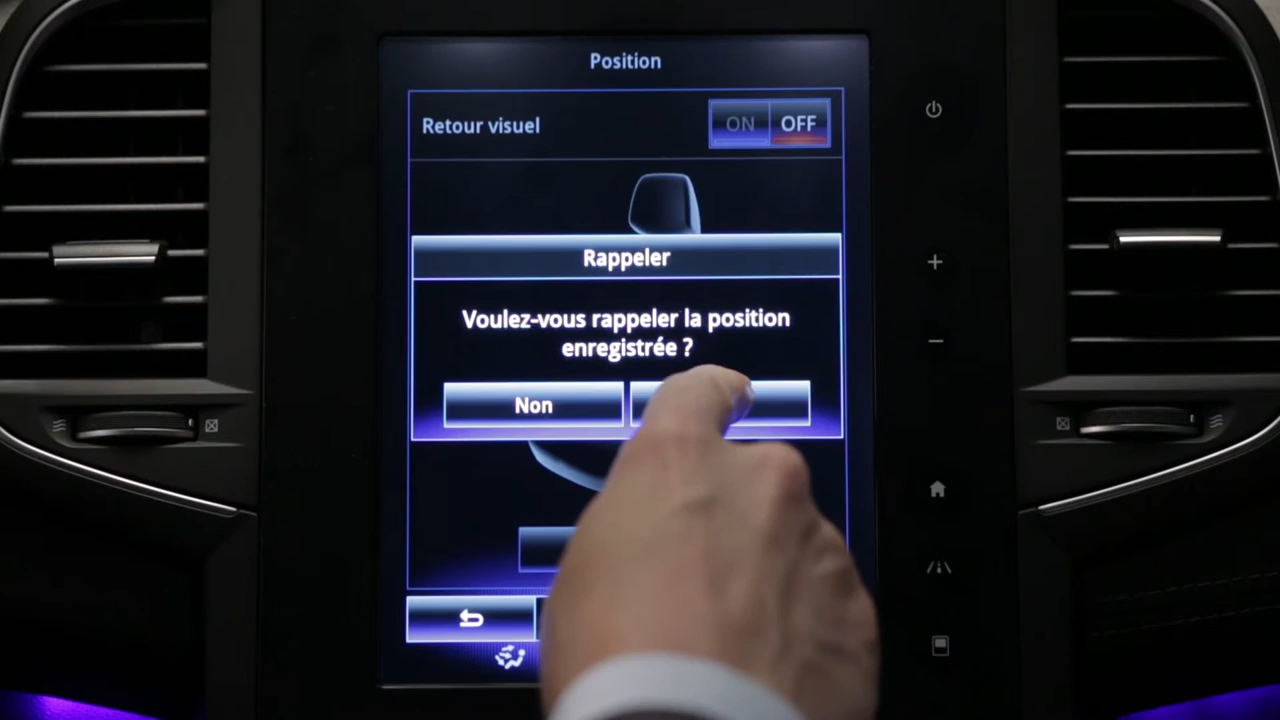 Position
Retour visuel
ON OFF
Rappeler
Voulez-vous rappeler la position
enregistrée ?
Non